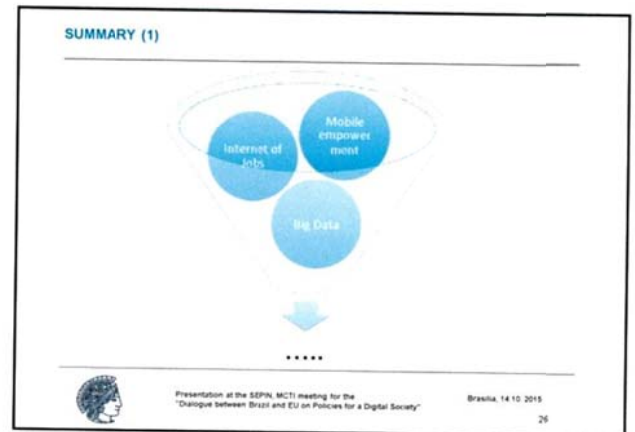 SUMMARY (1)
Internet of
Jobs
Mobile
empower
ment
Big Data
.....
Presentation at the SEPIN, MCTI meeting for the
"Dialogue between Brazil and EU on Policies for a Digital Society"
Brasilia, 14.10. 2015
26